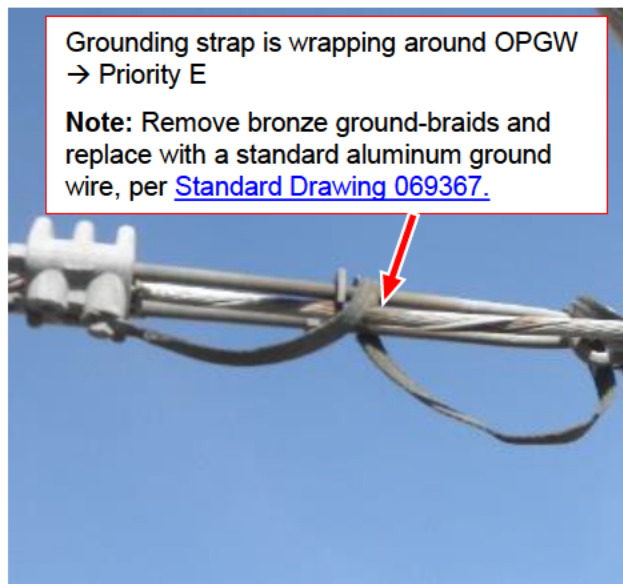 Grounding strap is wrapping around OPGW
→ Priority E
Note: Remove bronze ground-braids and
replace with a standard aluminum ground
wire, per Standard Drawing 069367.